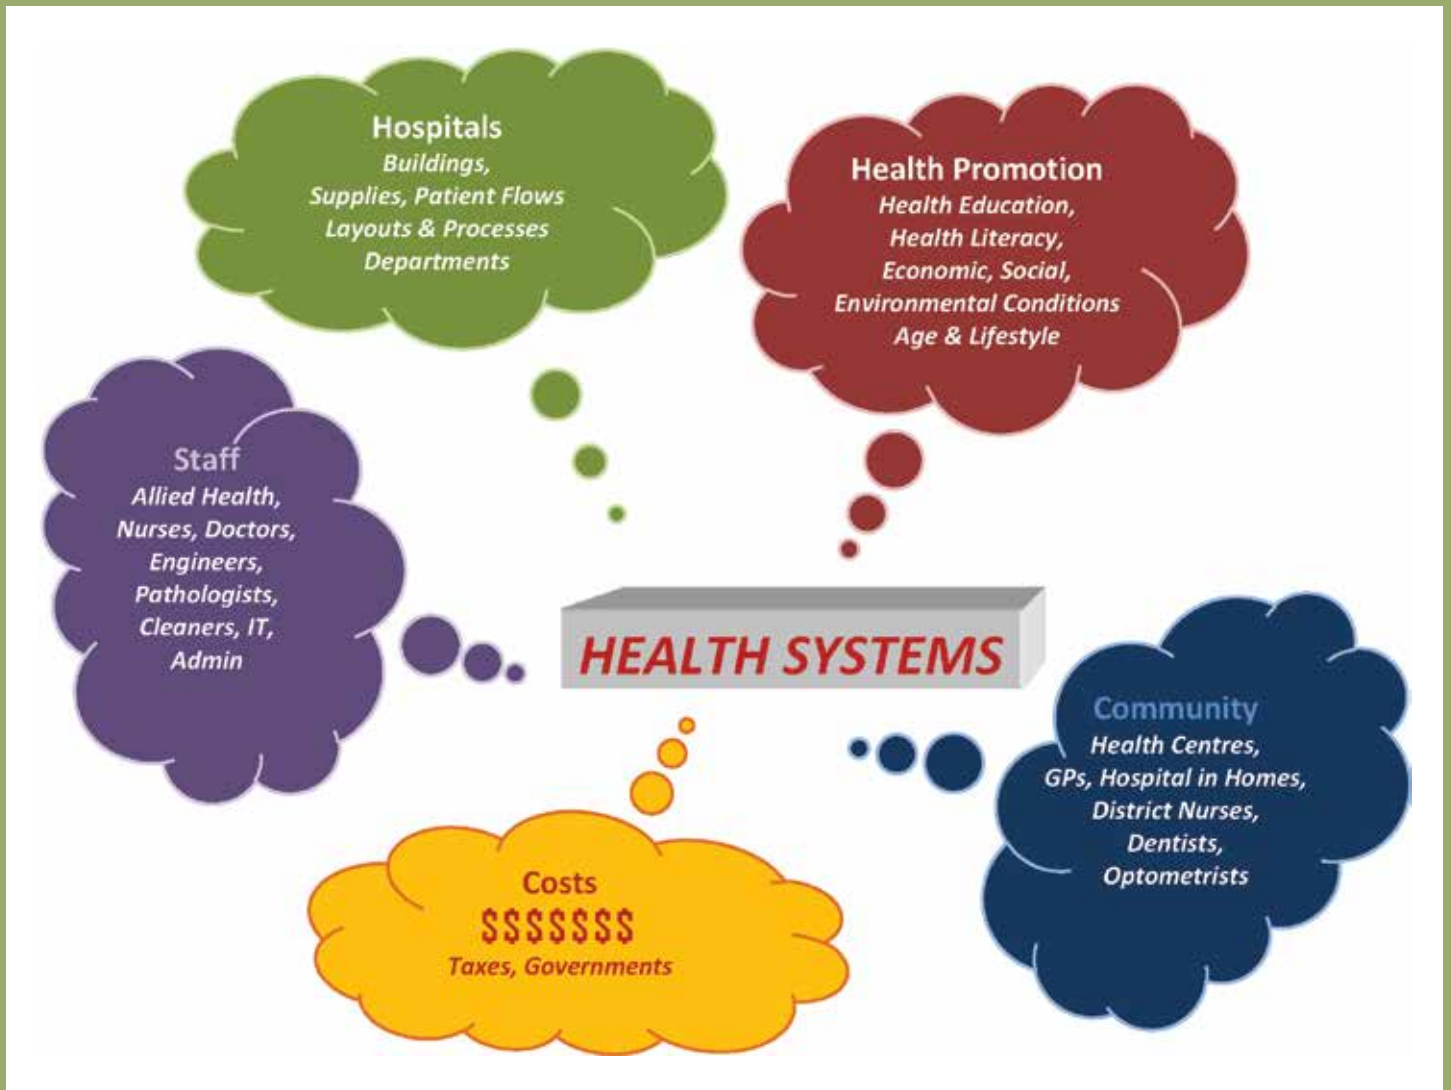 Hospitals
Buildings,
Supplies, Patient Flows
Layouts & Processes
Departments
Health Promotion
Health Education,
Health Literacy,
Economic, Social,
Environmental Conditions
Age & Lifestyle
Staff
Allied Health,
Nurses, Doctors,
Engineers,
Pathologists,
Cleaners, IT,
Admin
HEALTH SYSTEMS
Community
Health Centres,
GPs, Hospital in Homes,
District Nurses,
Dentists,
Optometrists
Costs
$$$$$$$
Taxes, Governments